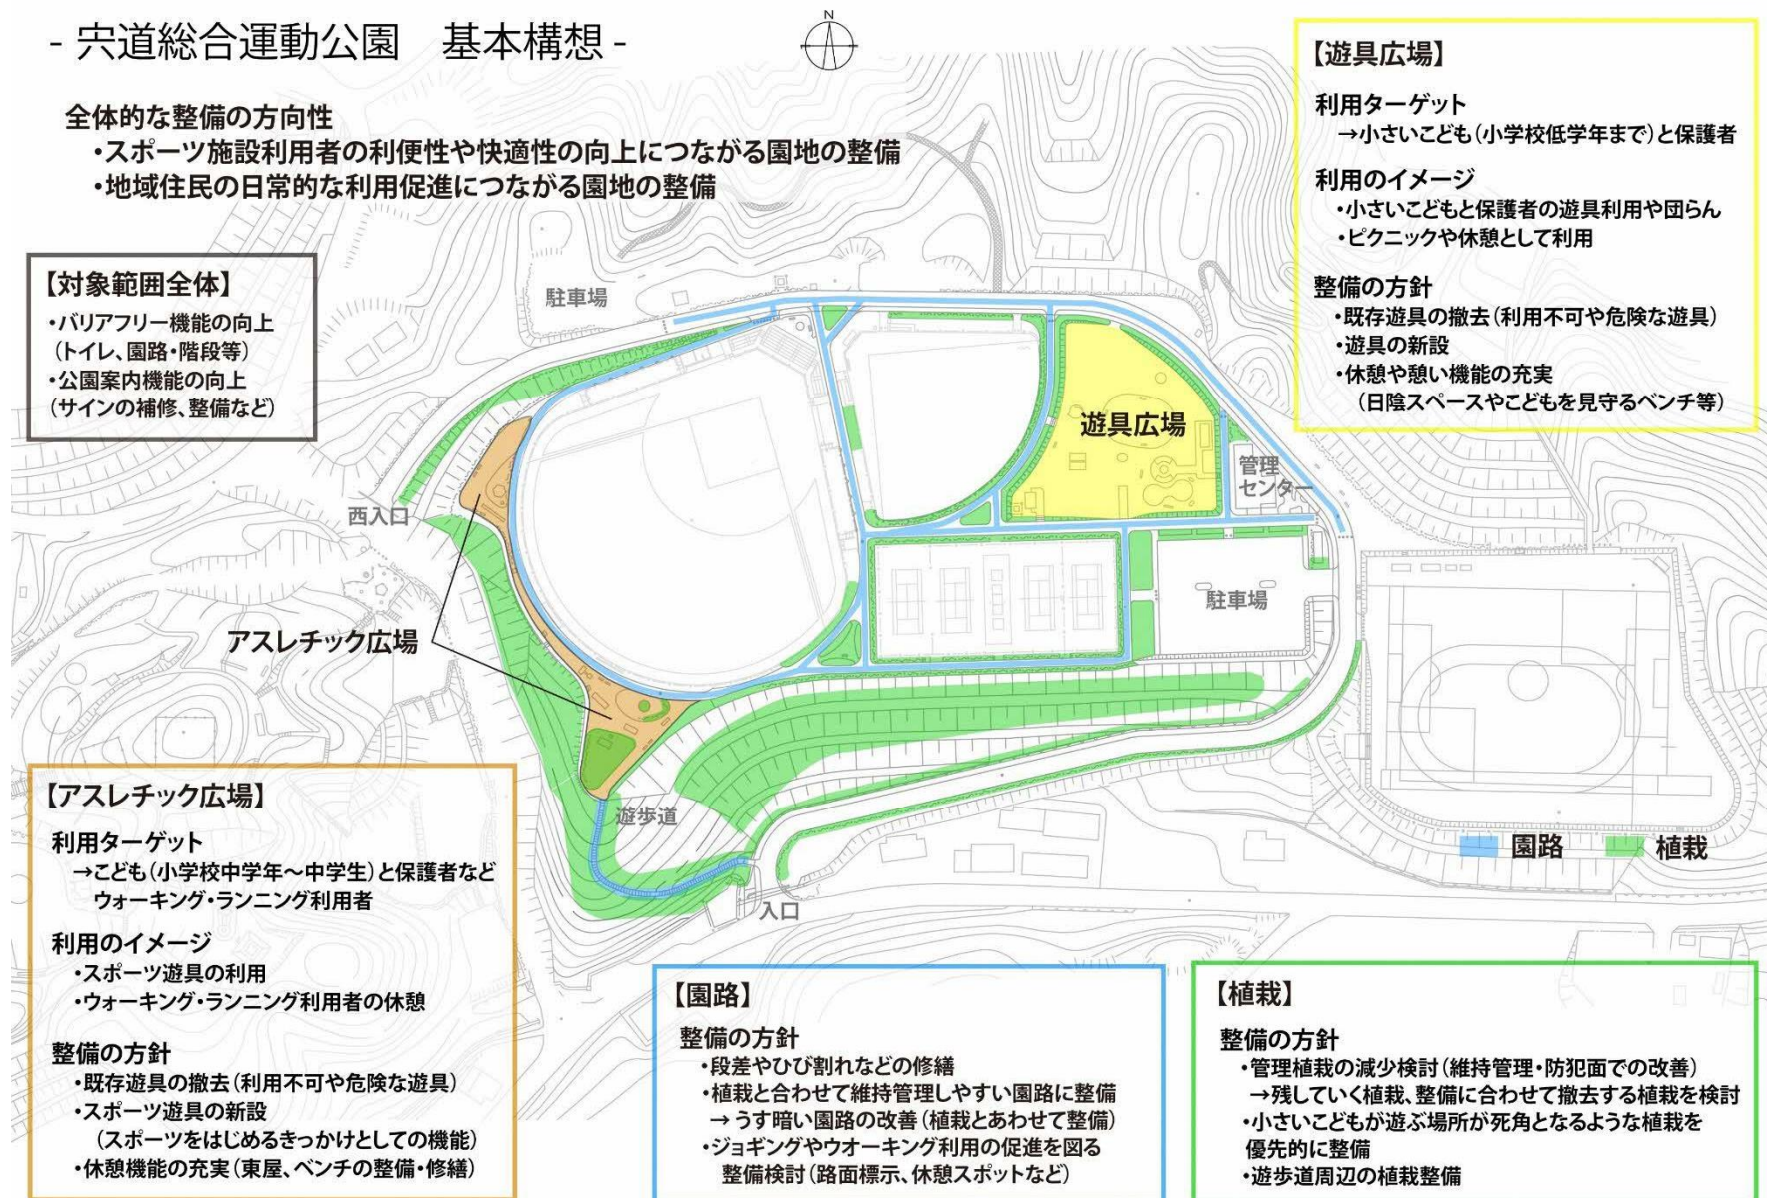 - 宍道総合運動公園　基本構想 -
N
全体的な整備の方向性
・スポーツ施設利用者の利便性や快適性の向上につながる園地の整備
・地域住民の日常的な利用促進につながる園地の整備
【対象範囲全体】
・バリアフリー機能の向上
（トイレ、園路・階段等）
・公園案内機能の向上
（サインの補修、整備など）
【遊具広場】
利用ターゲット
→小さいこども（小学校低学年まで）と保護者
利用のイメージ
・小さいこどもと保護者の遊具利用や団らん
・ピクニックや休憩として利用
整備の方針
・既存遊具の撤去（利用不可や危険な遊具）
・遊具の新設
・休憩や憩い機能の充実
（日陰スペースやこどもを見守るベンチ等）
駐車場
遊具広場
管理
センター
西入口
駐車場
アスレチック広場
遊歩道
入口
園路
植栽
【アスレチック広場】
利用ターゲット
→こども（小学校中学年～中学生）と保護者など
ウォーキング・ランニング利用者
利用のイメージ
・スポーツ遊具の利用
・ウォーキング・ランニング利用者の休憩
整備の方針
・既存遊具の撤去（利用不可や危険な遊具）
・スポーツ遊具の新設
（スポーツをはじめるきっかけとしての機能）
・休憩機能の充実（東屋、ベンチの整備・修繕）
【園路】
整備の方針
・段差やひび割れなどの修繕
・植栽と合わせて維持管理しやすい園路に整備
→ うす暗い園路の改善（植栽とあわせて整備）
・ジョギングやウオーキング利用の促進を図る
整備検討（路面標示、休憩スポットなど）
【植栽】
整備の方針
・管理植栽の減少検討（維持管理・防犯面での改善）
→残していく植栽、整備に合わせて撤去する植栽を検討
・小さいこどもが遊ぶ場所が死角となるような植栽を
優先的に整備
・遊歩道周辺の植栽整備